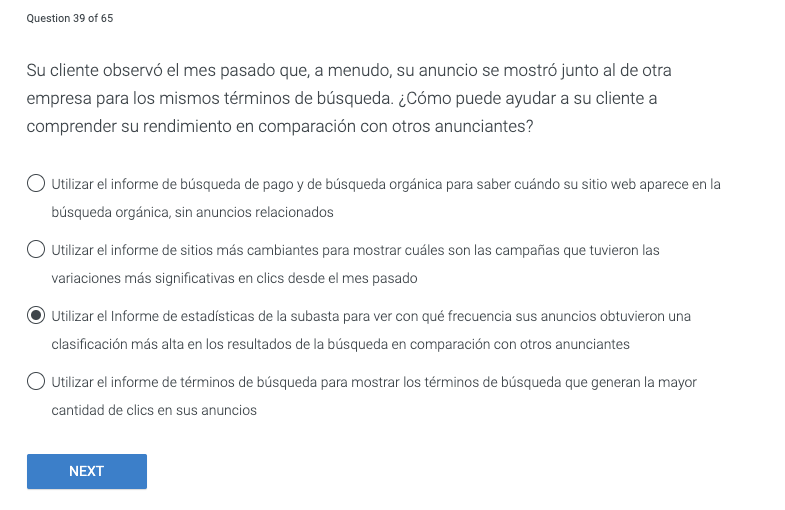 Question 39 of 65
Su cliente observó el mes pasado que, a menudo, su anuncio se mostró junto al de otra
empresa para los mismos términos de búsqueda. ¿Cómo puede ayudar a su cliente a
comprender su rendimiento en comparación con otros anunciantes?
Utilizar el informe de búsqueda de pago y de búsqueda orgánica para saber cuándo su sitio web aparece en la
búsqueda orgánica, sin anuncios relacionados
Utilizar el informe de sitios más cambiantes para mostrar cuáles son las campañas que tuvieron las
variaciones más significativas en clics desde el mes pasado
Utilizar el Informe de estadísticas de la subasta para ver con qué frecuencia sus anuncios obtuvieron una
clasificación más alta en los resultados de la búsqueda en comparación con otros anunciantes
Utilizar el informe de términos de búsqueda para mostrar los términos de búsqueda que generan la mayor
cantidad de clics en sus anuncios
NEXT